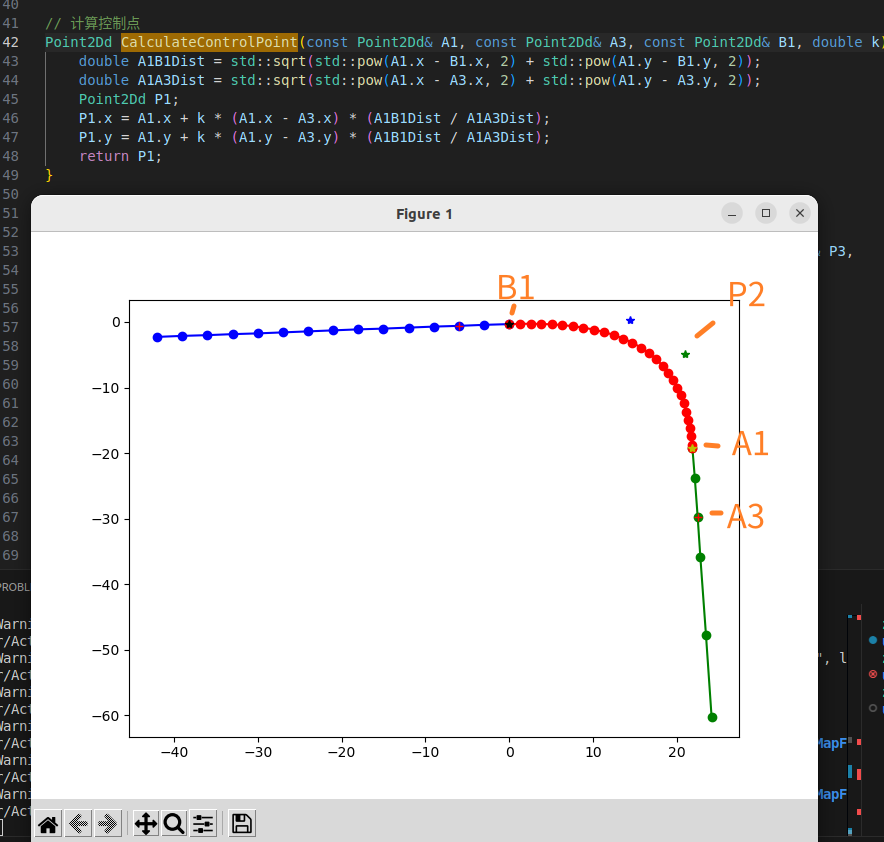 40
41 // 计算控制点
42 Point2Dd CalculateControlPoint(const Point2Dd& A1, const Point2Dd& A3, const Point2Dd& B1, double k)
43 double A1B1Dist = std::sqrt(std::pow(A1.x - B1.x, 2) + std::pow(A1.y - B1.y, 2));
44 double A1A3Dist = std::sqrt(std::pow(A1.x - A3.x, 2) + std::pow(A1.y - A3.y, 2));
45 Point2Dd P1;
46 P1.x = A1.x + k * (A1.x - A3.x) * (A1B1Dist / A1A3Dist);
47 P1.y = A1.y + k * (A1.y - A3.y) * (A1B1Dist / A1A3Dist);
48 return P1;
49 }
50
51
52
53 P3,
54
55
56
57
58
59
60
61
62
63
64
65
66
67
68
69
Figure 1
B1
P2
A1
A3
0
−10
−20
−30
−40
−50
−60
−40
−30
−20
−10
0
10
20
PROBL
Warni
r/Act
Warni
", l
r/Act
Warni
r/Act
Warni
r/Act
MapF
Warni
r/Act
Warni
MapF
r/Act